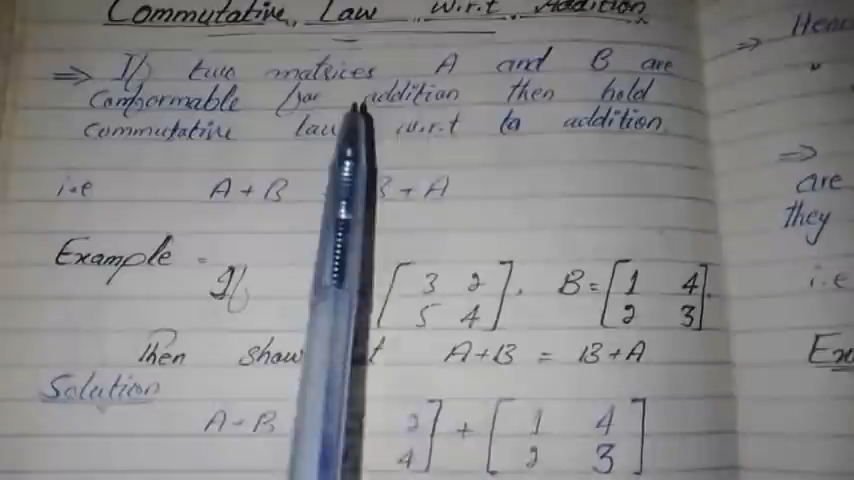 Commutative Law w.r.t Addition
⇒ If two matrices A and B are
Comformable for addition then hold
commutative law w.r.t to addition
i.e A + B B + A
Example =
If [ 3 2 5 4 ], B = [ 1 4 2 3 ].
Then show t A+B = B+A
Solution
A+B 2 4 ] + [ 1 4 2 3 ]
⇒
"
⇒
are
they
i.e